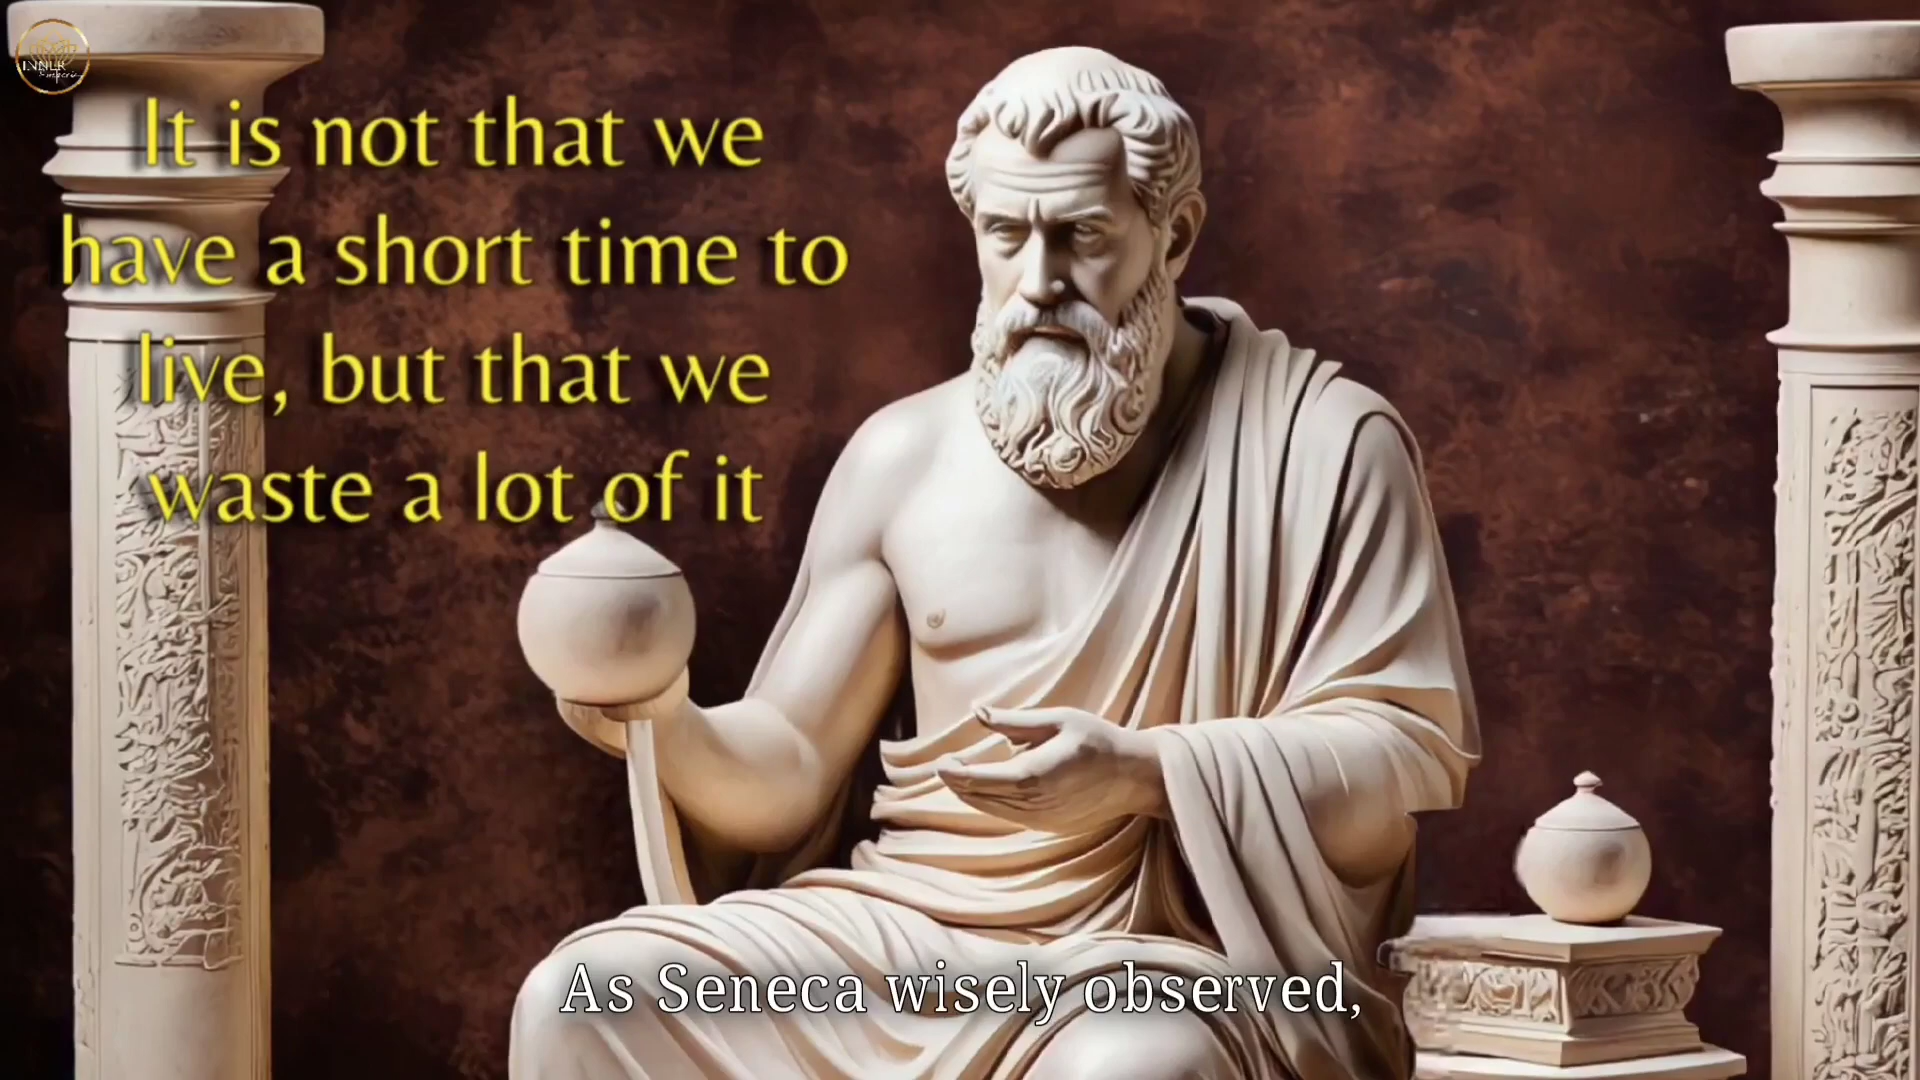 INNER
It is not that we
have a short time to
live, but that we
waste a lot of it
As Seneca wisely observed,